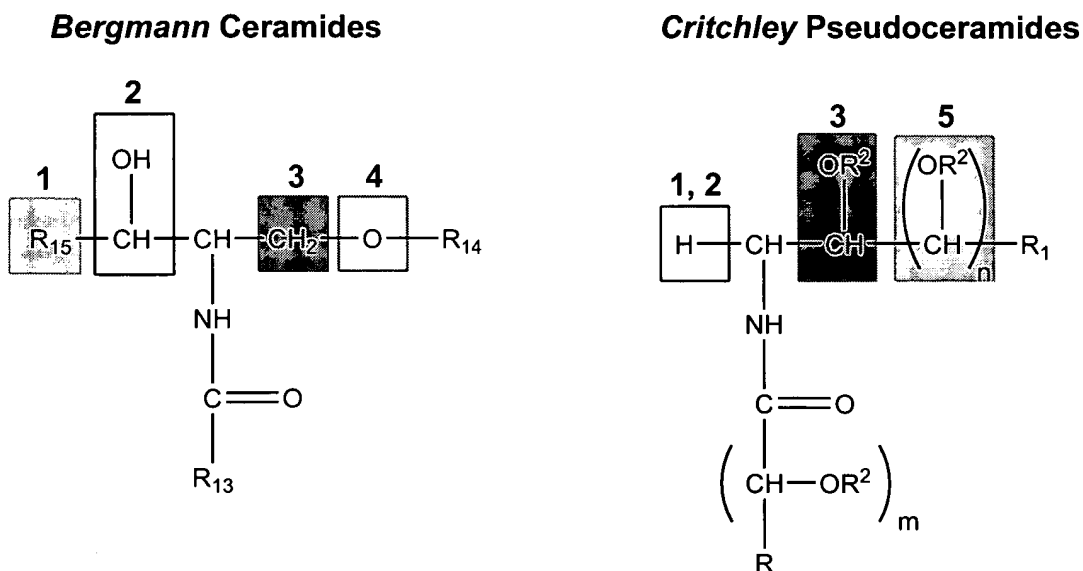 Bergmann Ceramides
Critchley Pseudoceramides
2
OH
1
3
4
R15 CH CH CH2 O R14
NH
C O
R13
3
5
OR2 OR2
1, 2
H CH CH CH R1
n
NH
C O
CH OR2
m
R